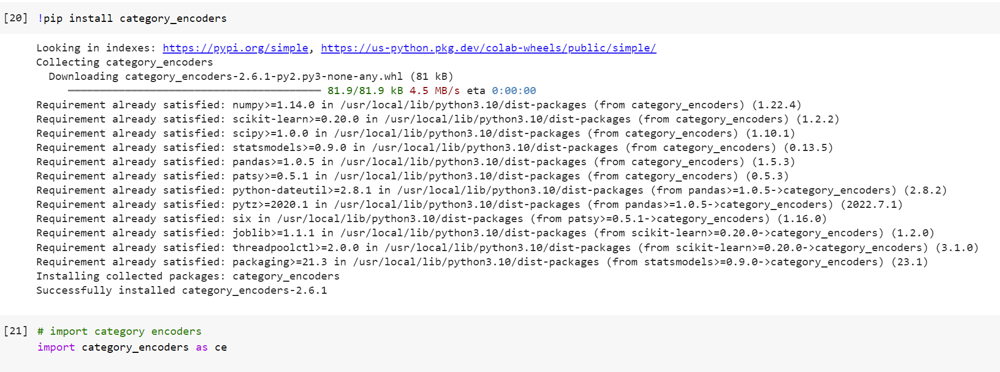 [20] !pip install category_encoders
Looking in indexes: https://pypi.org/simple, https://us-python.pkg.dev/colab-wheels/public/simple/
Collecting category_encoders
Downloading category_encoders-2.6.1-py2.py3-none-any.whl (81 kB)
81.9/81.9 kB 4.5 MB/s eta 0:00:00
Requirement already satisfied: numpy>=1.14.0 in /usr/local/lib/python3.10/dist-packages (from category_encoders) (1.22.4)
Requirement already satisfied: scikit-learn>=0.20.0 in /usr/local/lib/python3.10/dist-packages (from category_encoders) (1.2.2)
Requirement already satisfied: scipy>=1.0.0 in /usr/local/lib/python3.10/dist-packages (from category_encoders) (1.10.1)
Requirement already satisfied: statsmodels>=0.9.0 in /usr/local/lib/python3.10/dist-packages (from category_encoders) (0.13.5)
Requirement already satisfied: pandas>=1.0.5 in /usr/local/lib/python3.10/dist-packages (from category_encoders) (1.5.3)
Requirement already satisfied: patsy>=0.5.1 in /usr/local/lib/python3.10/dist-packages (from category_encoders) (0.5.3)
Requirement already satisfied: python-dateutil>=2.8.1 in /usr/local/lib/python3.10/dist-packages (from pandas>=1.0.5->category_encoders) (2.8.2)
Requirement already satisfied: pytz>=2020.1 in /usr/local/lib/python3.10/dist-packages (from pandas>=1.0.5->category_encoders) (2022.7.1)
Requirement already satisfied: six in /usr/local/lib/python3.10/dist-packages (from patsy>=0.5.1->category_encoders) (1.16.0)
Requirement already satisfied: joblib>=1.1.1 in /usr/local/lib/python3.10/dist-packages (from scikit-learn>=0.20.0->category_encoders) (1.2.0)
Requirement already satisfied: threadpoolctl>=2.0.0 in /usr/local/lib/python3.10/dist-packages (from scikit-learn>=0.20.0->category_encoders) (3.1.0)
Requirement already satisfied: packaging>=21.3 in /usr/local/lib/python3.10/dist-packages (from statsmodels>=0.9.0->category_encoders) (23.1)
Installing collected packages: category_encoders
Successfully installed category_encoders-2.6.1
[21] # import category encoders
import category_encoders as ce